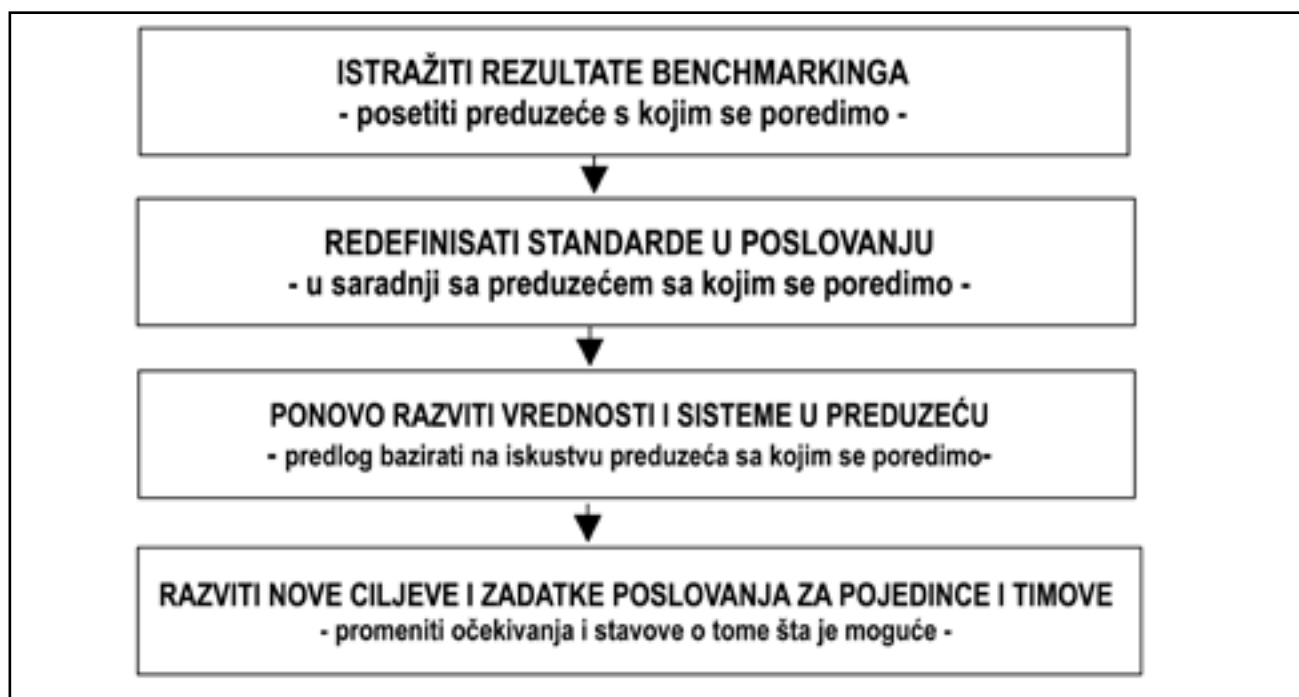 ISTRAŽITI REZULTATE BENCHMARKINGA
- posetiti preduzeće s kojim se poredimo -
REDEFINISATI STANDARDE U POSLOVANJU
- u saradnji sa preduzećem sa kojim se poredimo -
PONOVO RAZVITI VREDNOSTI I SISTEME U PREDUZEĆU
- predlog bazirati na iskustvu preduzeća sa kojim se poredimo-
RAZVITI NOVE CILJEVE I ZADATKE POSLOVANJA ZA POJEDINCE I TIMOVE
- promeniti očekivanja i stavove o tome šta je moguće -